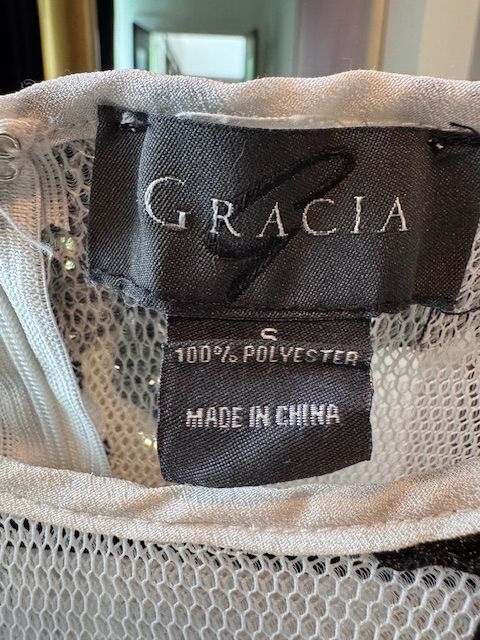 GRACIA
S
100% POLYESTER
MADE IN CHINA